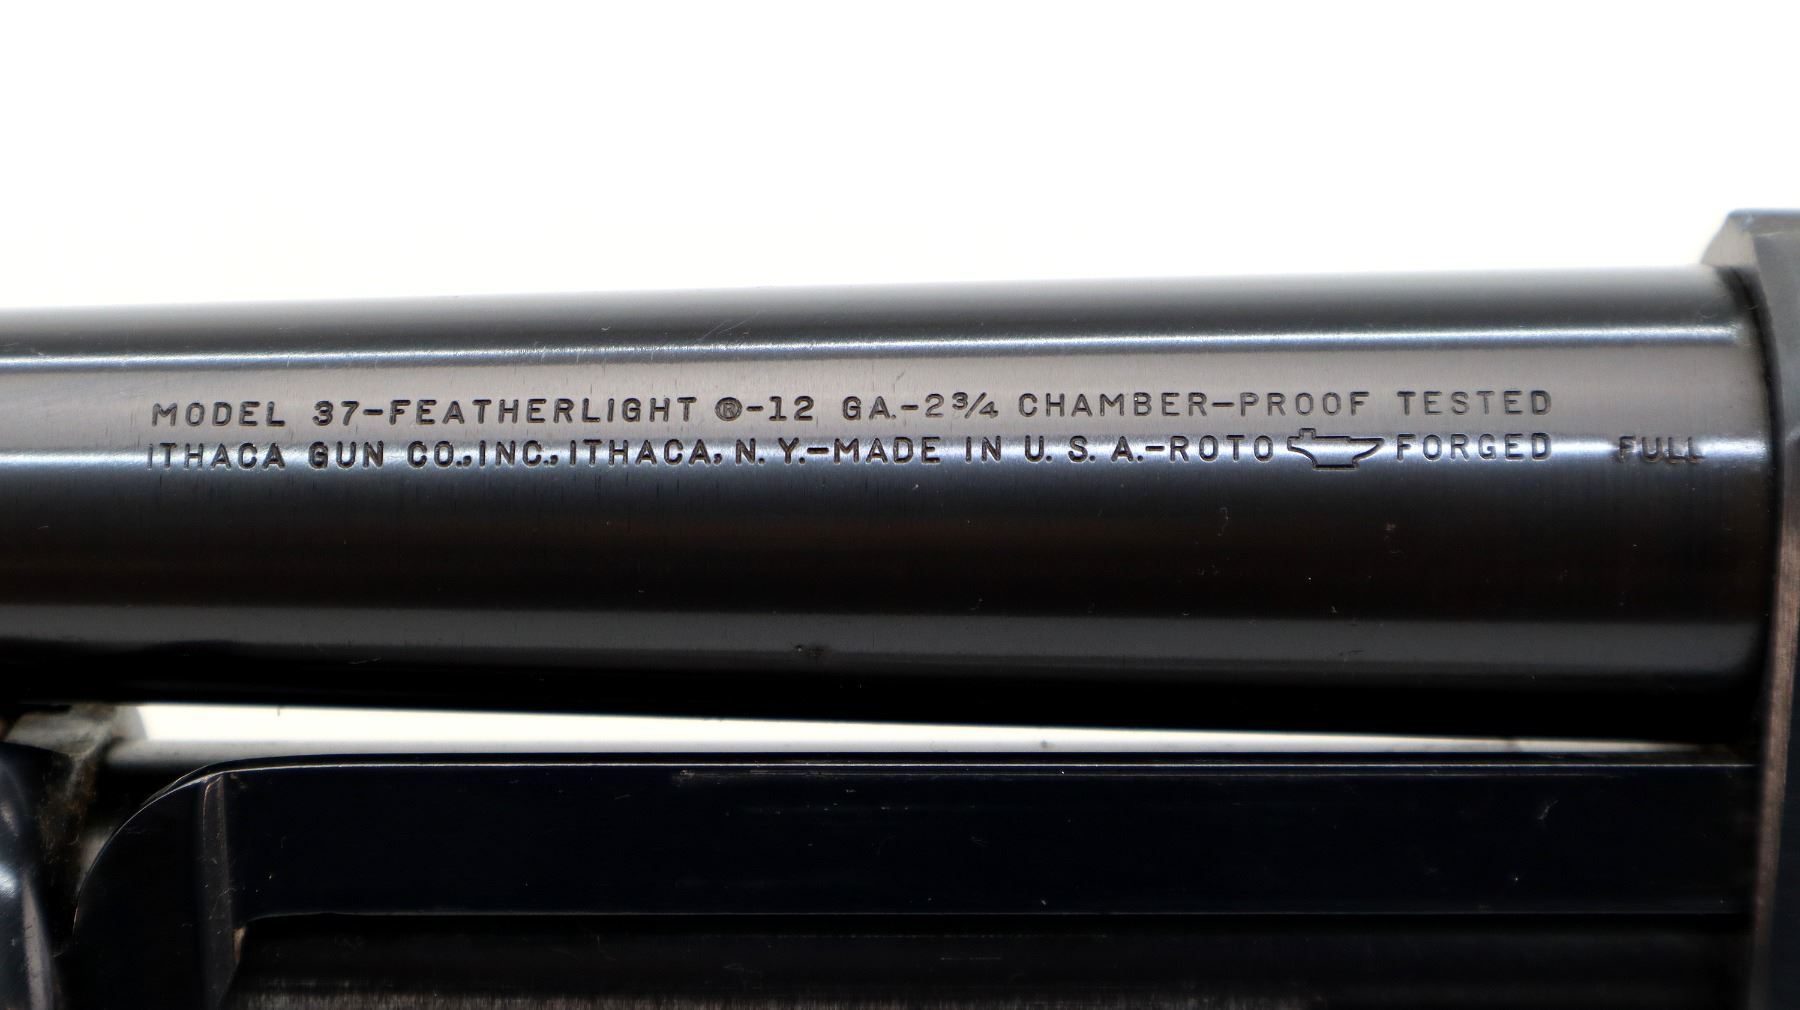 MODEL 37-FEATHERLIGHT ®-12 GA.-2¾ CHAMBER-PROOF TESTED
ITHACA GUN CO.,INC., ITHACA, N. Y.-MADE IN U. S. A.-ROTO FORGED FULL